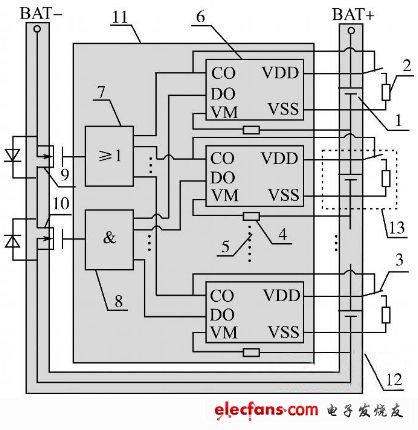 BAT− 11 6 BAT+
CO VDD 2
DO
VM VSS
7
≥1
1
9
CO VDD
DO
VM VSS
10
&
8
5
4
13
3
CO VDD
DO
VM VSS
12
elecfans.com 电子发烧友